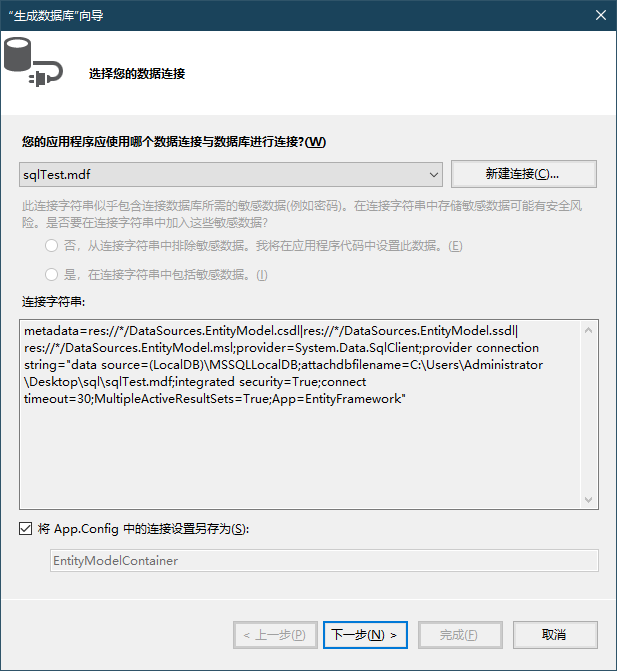 “生成数据库”向导
选择您的数据连接
您的应用程序应使用哪个数据连接与数据库进行连接?(W)
sqlTest.mdf
新建连接(C)...
此连接字符串似乎包含连接数据库所需的敏感数据(例如密码)。在连接字符串中存储敏感数据可能有安全风
险。是否要在连接字符串中加入这些敏感数据?
否，从连接字符串中排除敏感数据。我将在应用程序代码中设置此数据。(E)
是，在连接字符串中包括敏感数据。(I)
连接字符串:
metadata=res://*/DataSources.EntityModel.csdl|res://*/DataSources.EntityModel.ssdl|
res://*/DataSources.EntityModel.msl;provider=System.Data.SqlClient;provider connection
string="data source=(LocalDB)\MSSQLLocalDB;attachdbfilename=C:\Users\Administrator
\Desktop\sql\sqlTest.mdf;integrated security=True;connect
timeout=30;MultipleActiveResultSets=True;App=EntityFramework"
将 App.Config 中的连接设置另存为(S):
EntityModelContainer
< 上一步(P)
下一步(N) >
完成(F)
取消